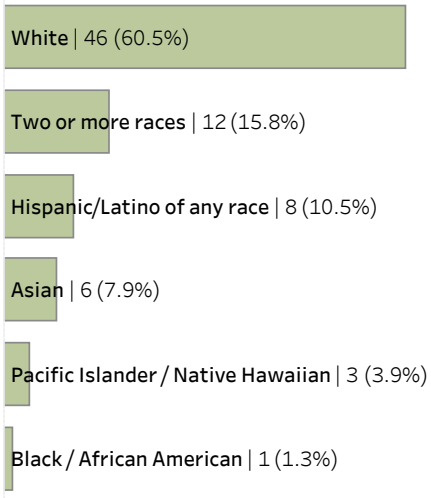 White | 46 (60.5%)
Two or more races | 12 (15.8%)
Hispanic/Latino of any race | 8 (10.5%)
Asian | 6 (7.9%)
Pacific Islander / Native Hawaiian | 3 (3.9%)
Black / African American | 1 (1.3%)